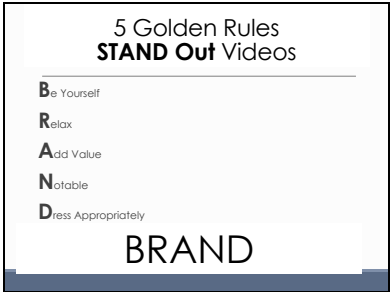 5 Golden Rules
STAND Out Videos
Be Yourself
Relax
Add Value
Notable
Dress Appropriately
BRAND